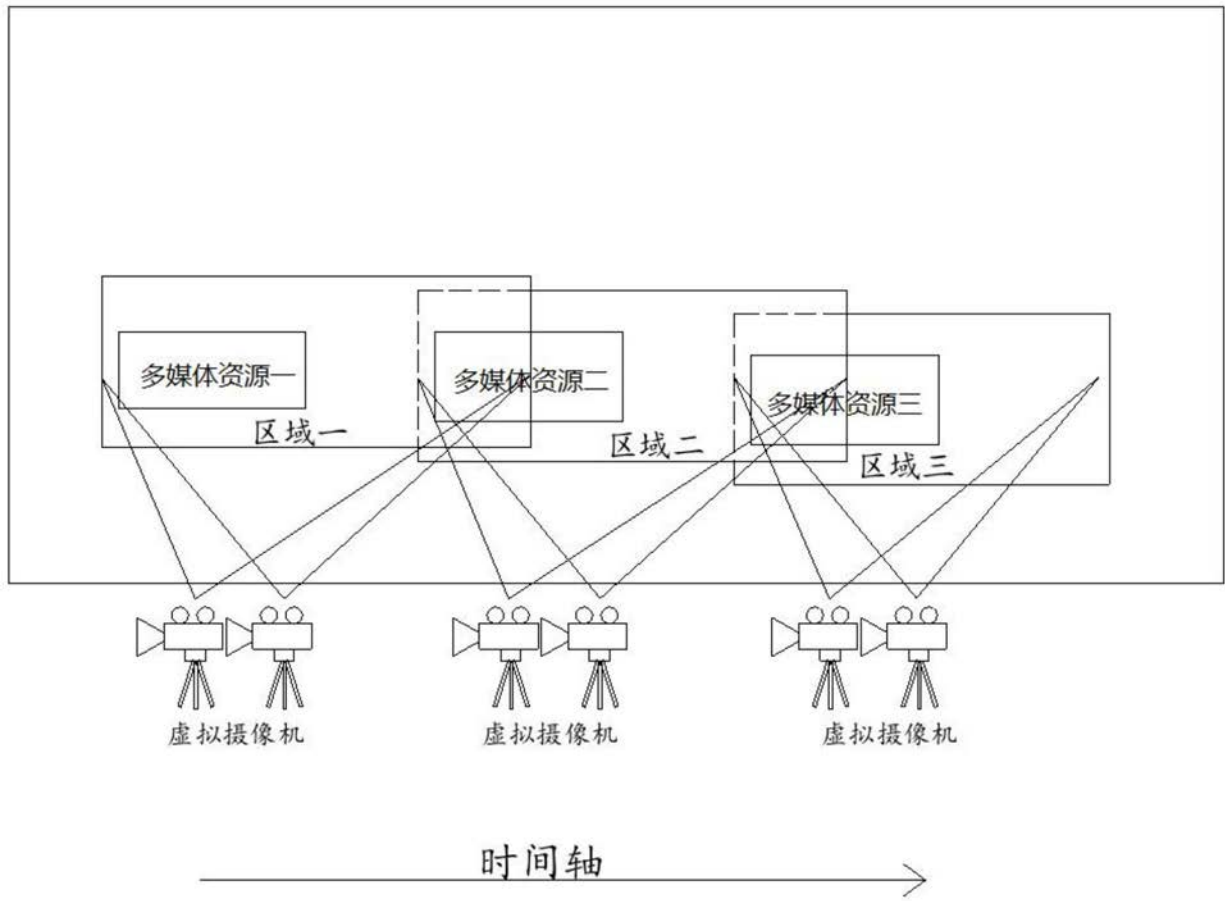 多媒体资源一
多媒体资源二
多媒体资源三
区域一
区域二
区域三
虚拟摄像机
虚拟摄像机
虚拟摄像机
时间轴